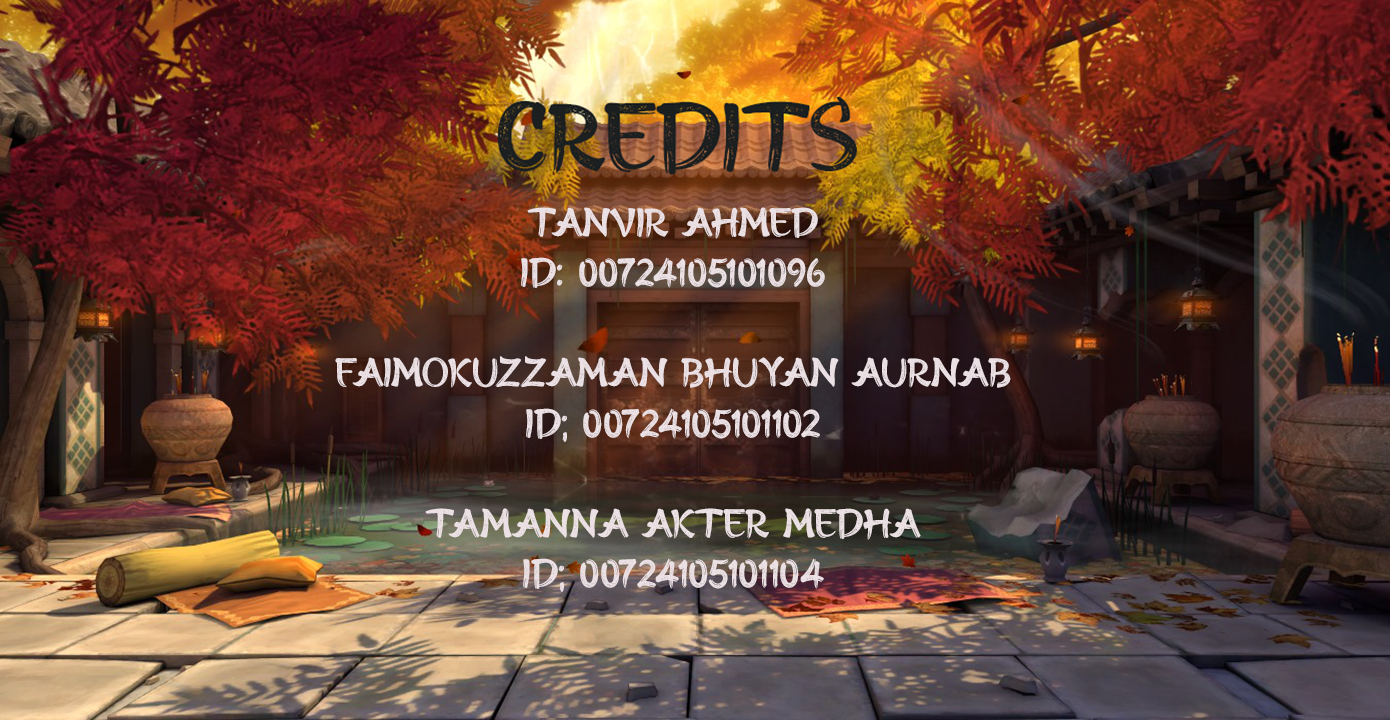 CREDITS
TANVIR AHMED
ID: 00724105101096
FAIMOKUZZAMAN BHUYAN AURNAB
ID; 00724105101102
TAMANNA AKTER MEDHA
ID; 00724105101104